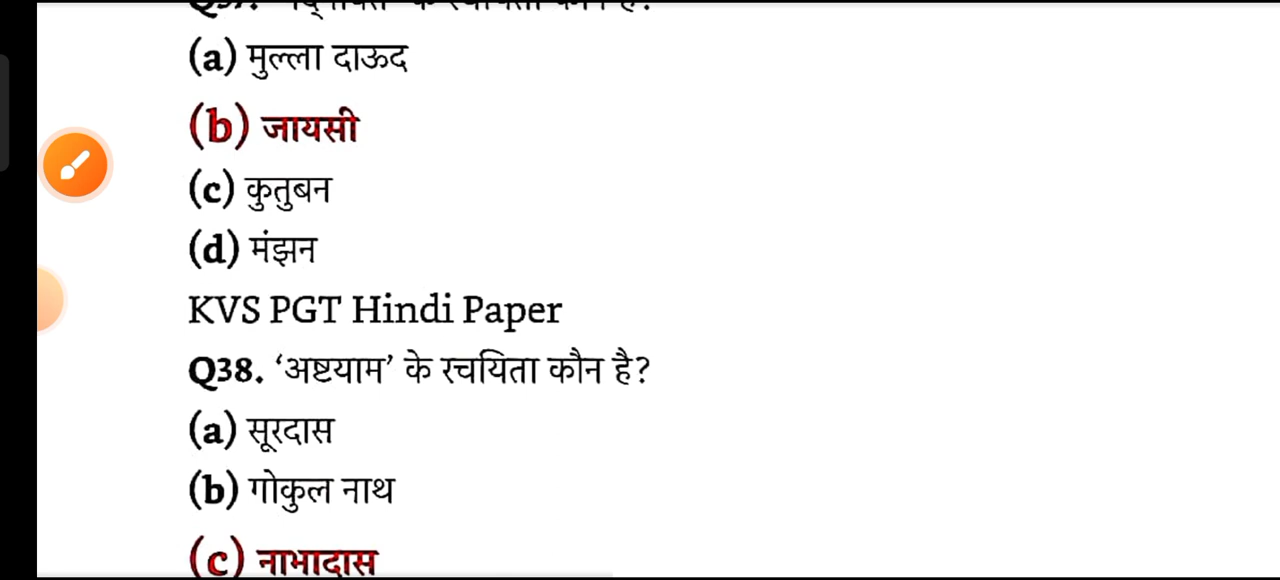 (a) मुल्ला दाऊद
(b) जायसी
(c) कुतुबन
(d) मंझन
KVS PGT Hindi Paper
Q38. ‘अष्टयाम’ के रचयिता कौन है?
(a) सूरदास
(b) गोकुल नाथ
(c) नाभादास